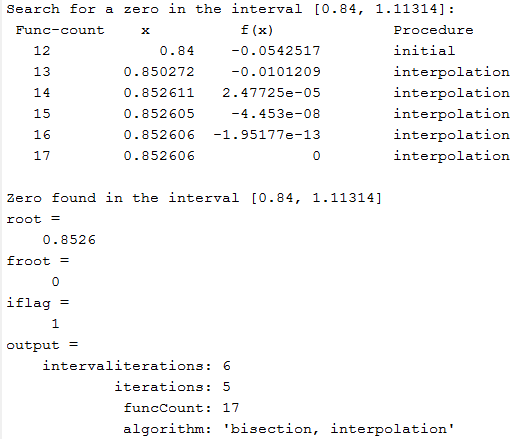 Search for a zero in the interval [0.84, 1.11314]:
Func-count x f(x) Procedure
12 0.84 -0.0542517 initial
13 0.850272 -0.0101209 interpolation
14 0.852611 2.47725e-05 interpolation
15 0.852605 -4.453e-08 interpolation
16 0.852606 -1.95177e-13 interpolation
17 0.852606 0 interpolation
Zero found in the interval [0.84, 1.11314]
root =
0.8526
froot =
0
iflag =
1
output =
intervaliterations: 6
iterations: 5
funcCount: 17
algorithm: 'bisection, interpolation'